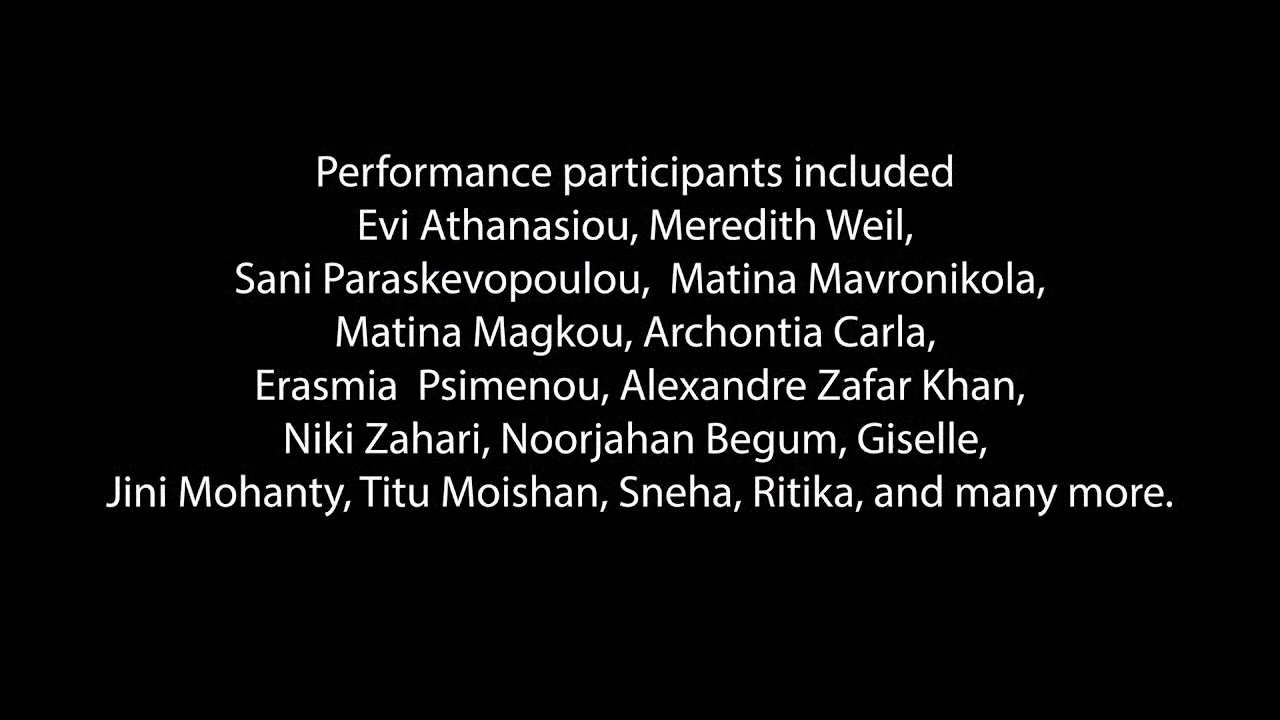 Performance participants included
Evi Athanasiou, Meredith Weil,
Sani Paraskevopoulou,  Matina Mavronikola,
Matina Magkou, Archontia Carla,
Erasmia  Psimenou, Alexandre Zafar Khan,
Niki Zahari, Noorjahan Begum, Giselle,
Jini Mohanty, Titu Moishan, Sneha, Ritika, and many more.